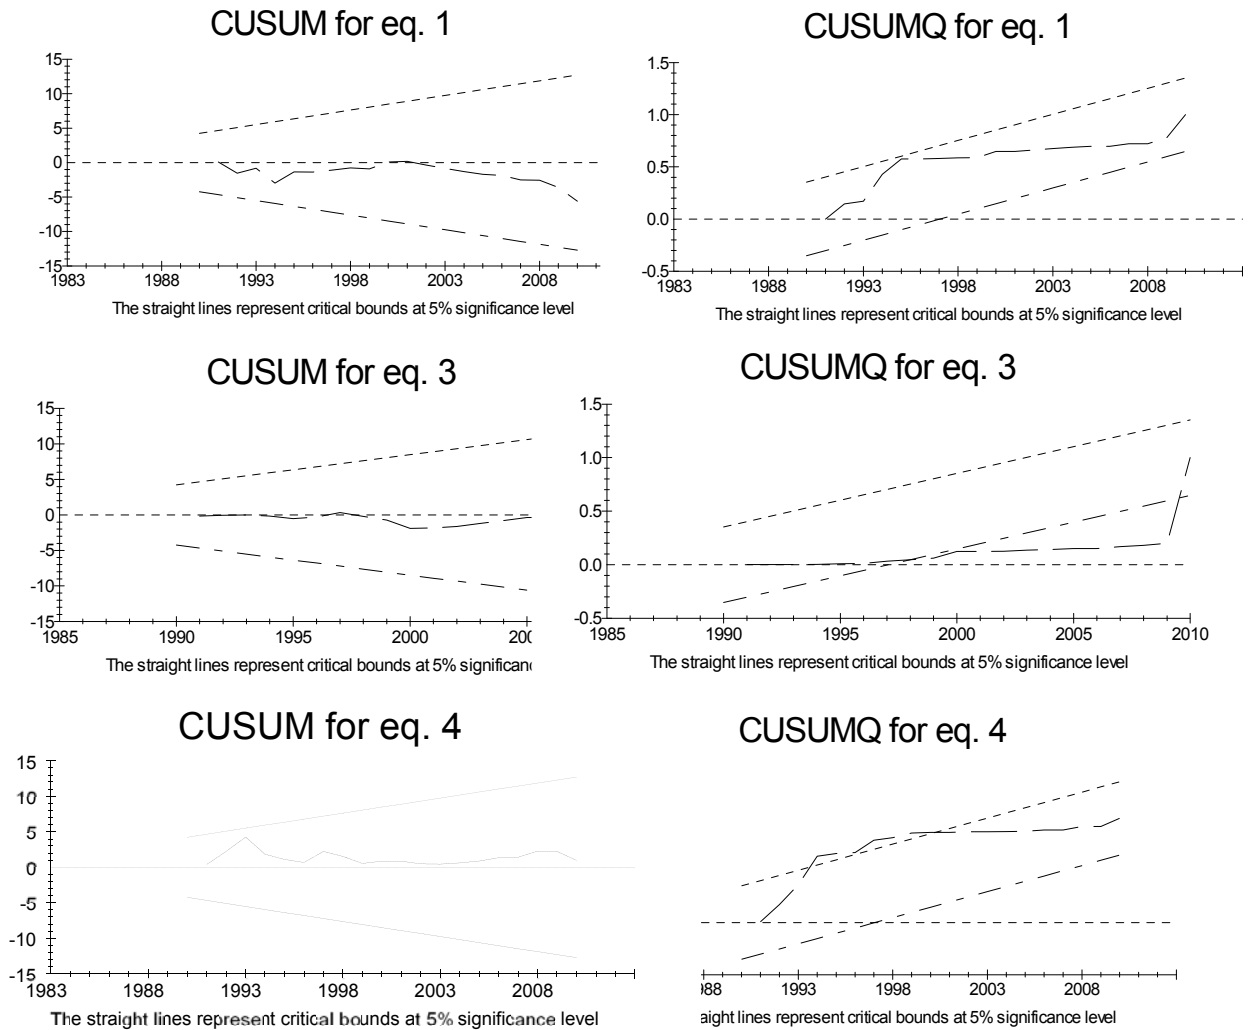 CUSUM for eq. 1
15
10
5
0
-5
-10
-15
1983 1988 1993 1998 2003 2008
The straight lines represent critical bounds at 5% significance level
CUSUMQ for eq. 1
1.5
1.0
0.5
0.0
-0.5
1983 1988 1993 1998 2003 2008
The straight lines represent critical bounds at 5% significance level
CUSUM for eq. 3
15
10
5
0
-5
-10
-15
1985 1990 1995 2000 200
The straight lines represent critical bounds at 5% significanc
CUSUMQ for eq. 3
1.5
1.0
0.5
0.0
-0.5
1985 1990 1995 2000 2005 2010
The straight lines represent critical bounds at 5% significance level
CUSUM for eq. 4
15
10
5
0
-5
-10
-15
1983 1988 1993 1998 2003 2008
The straight lines represent critical bounds at 5% significance level
CUSUMQ for eq. 4
988 1993 1998 2003 2008
aight lines represent critical bounds at 5% significance level